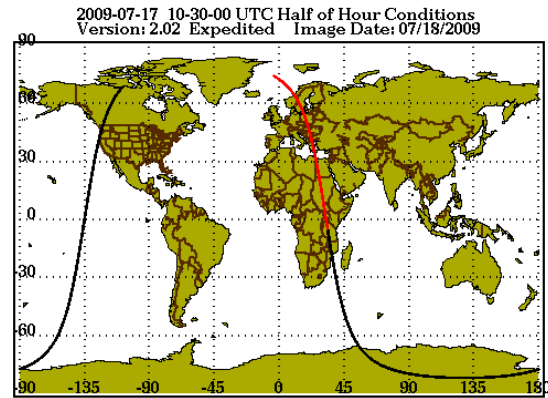 2009-07-17 10-30-00 UTC Half of Hour Conditions
Version: 2.02 Expedited Image Date: 07/18/2009
90
60
30
0
-30
-60
-90 -135 -90 -45 0 45 90 135 180